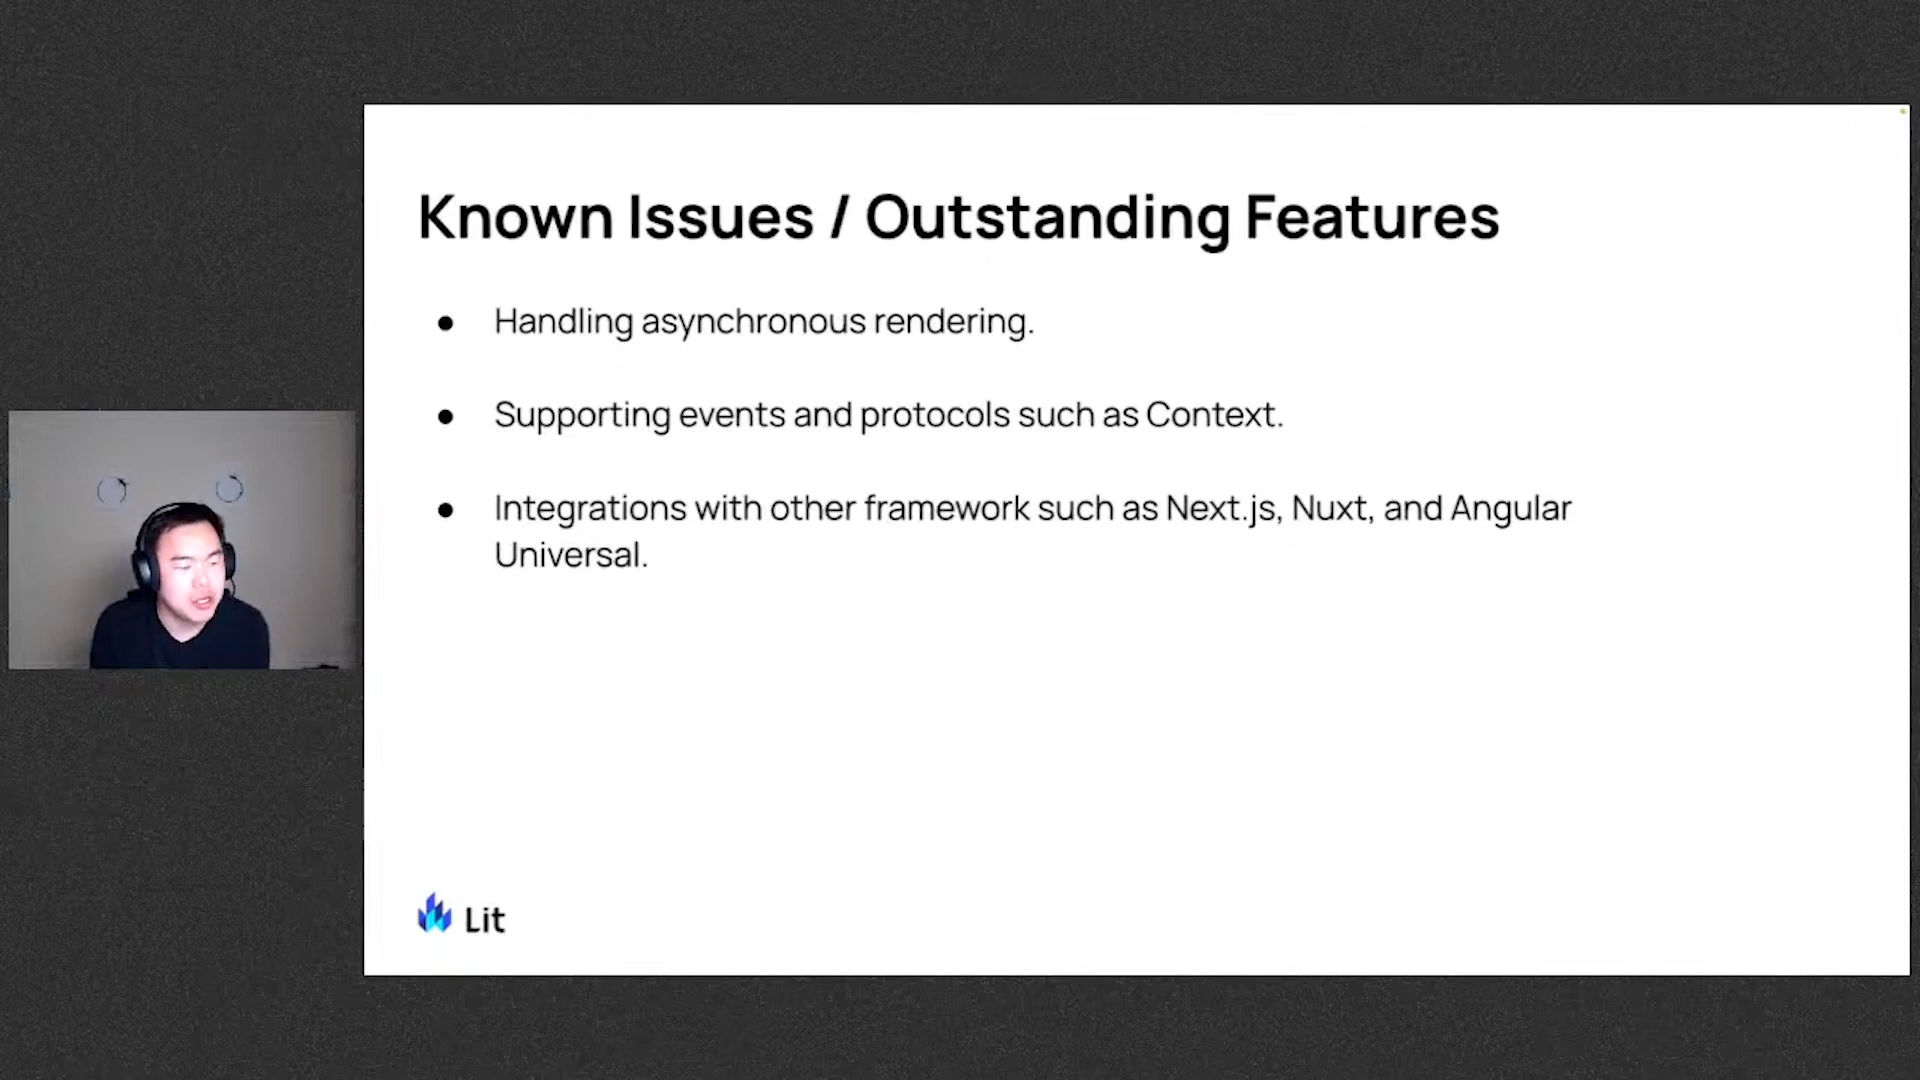 Known Issues / Outstanding Features
● Handling asynchronous rendering.
● Supporting events and protocols such as Context.
● Integrations with other framework such as Next.js, Nuxt, and Angular
Universal.
Lit